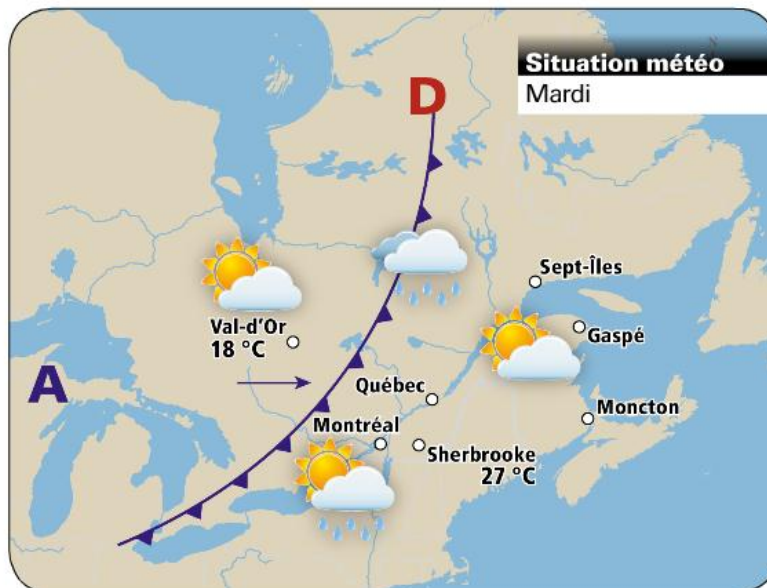 Situation météo
Mardi
D
Sept-Îles
Val-d'Or
18 °C
Gaspé
A
Québec
Moncton
Montréal
Sherbrooke
27 °C